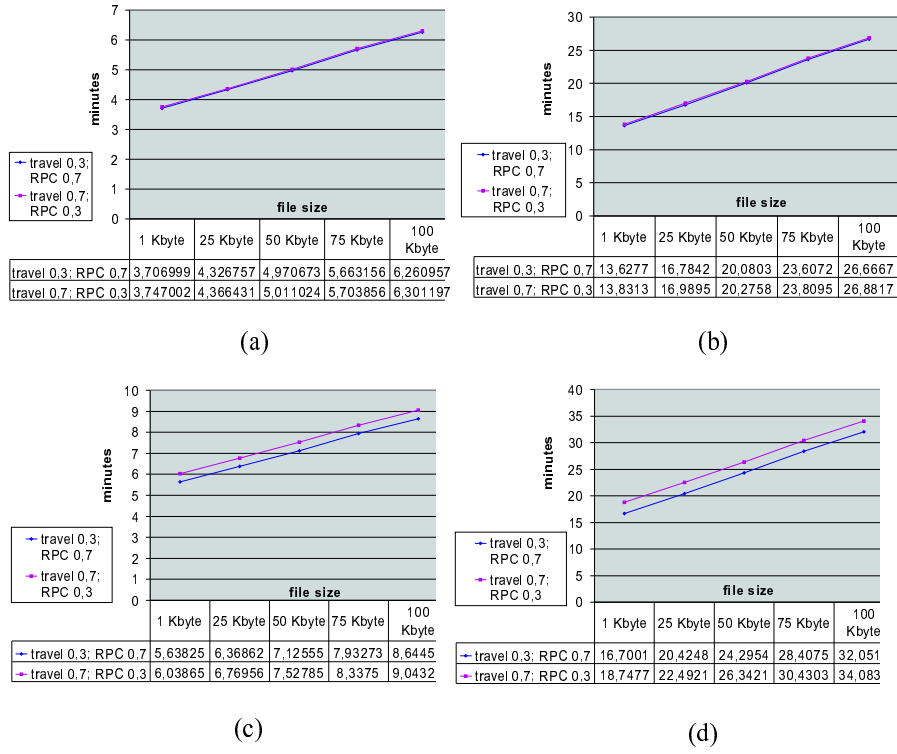 7
6
5
4
3
2
1
0
minutes
file size
travel 0,3;
RPC 0,7
travel 0,7;
RPC 0,3
1 Kbyte 25 Kbyte 50 Kbyte 75 Kbyte 100 Kbyte
travel 0,3; RPC 0,7 3,706999 4,326757 4,970673 5,663156 6,260957
travel 0,7; RPC 0,3 3,747002 4,366431 5,011024 5,703856 6,301197
(a)
30
25
20
15
10
5
0
minutes
file size
travel 0,3;
RPC 0,7
travel 0,7;
RPC 0,3
1 Kbyte 25 Kbyte 50 Kbyte 75 Kbyte 100 Kbyte
travel 0,3; RPC 0,7 13,6277 16,7842 20,0803 23,6072 26,6667
travel 0,7; RPC 0,3 13,8313 16,9895 20,2758 23,8095 26,8817
(b)
10
9
8
7
6
5
4
3
2
1
0
minutes
file size
travel 0,3;
RPC 0,7
travel 0,7;
RPC 0,3
1 Kbyte 25 Kbyte 50 Kbyte 75 Kbyte 100 Kbyte
travel 0,3; RPC 0,7 5,63825 6,36862 7,12555 7,93273 8,6445
travel 0,7; RPC 0,3 6,03865 6,76956 7,52785 8,3375 9,0432
(c)
40
35
30
25
20
15
10
5
0
minutes
file size
travel 0,3;
RPC 0,7
travel 0,7;
RPC 0,3
1 Kbyte 25 Kbyte 50 Kbyte 75 Kbyte 100 Kbyte
travel 0,3; RPC 0,7 16,7001 20,4248 24,2954 28,4075 32,051
travel 0,7; RPC 0,3 18,7477 22,4921 26,3421 30,4303 34,083
(d)